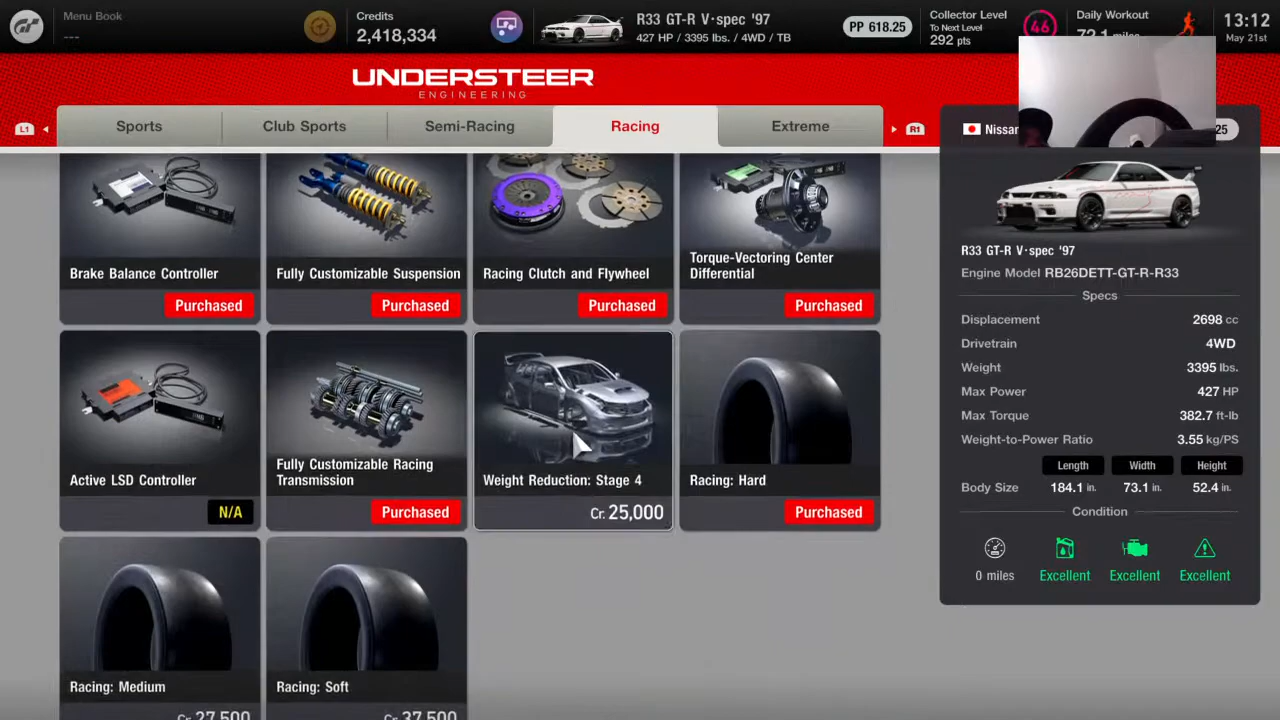 Menu Book
---
Credits
2,418,334
R33 GT-R V·spec '97
427 HP / 3395 lbs. / 4WD / TB
PP 618.25
Collector Level
To Next Level
292 pts
46
Daily Workout
13:12
May 21st
UNDERSTEER
ENGINEERING
L1
Sports
Club Sports
Semi-Racing
Racing
Extreme
R1
Brake Balance Controller
Purchased
Fully Customizable Suspension
Purchased
Racing Clutch and Flywheel
Purchased
Torque-Vectoring Center
Differential
Purchased
Active LSD Controller
N/A
Fully Customizable Racing
Transmission
Purchased
Weight Reduction: Stage 4
Cr. 25,000
Racing: Hard
Purchased
Racing: Medium
Cr. 27,500
Racing: Soft
Cr. 37,500
Nissan
25
R33 GT-R V·spec '97
Engine Model RB26DETT-GT-R-R33
Specs
Displacement 2698 cc
Drivetrain 4WD
Weight 3395 lbs.
Max Power 427 HP
Max Torque 382.7 ft-lb
Weight-to-Power Ratio 3.55 kg/PS
Length Width Height
Body Size 184.1 in. 73.1 in. 52.4 in.
Condition
0 miles Excellent Excellent Excellent